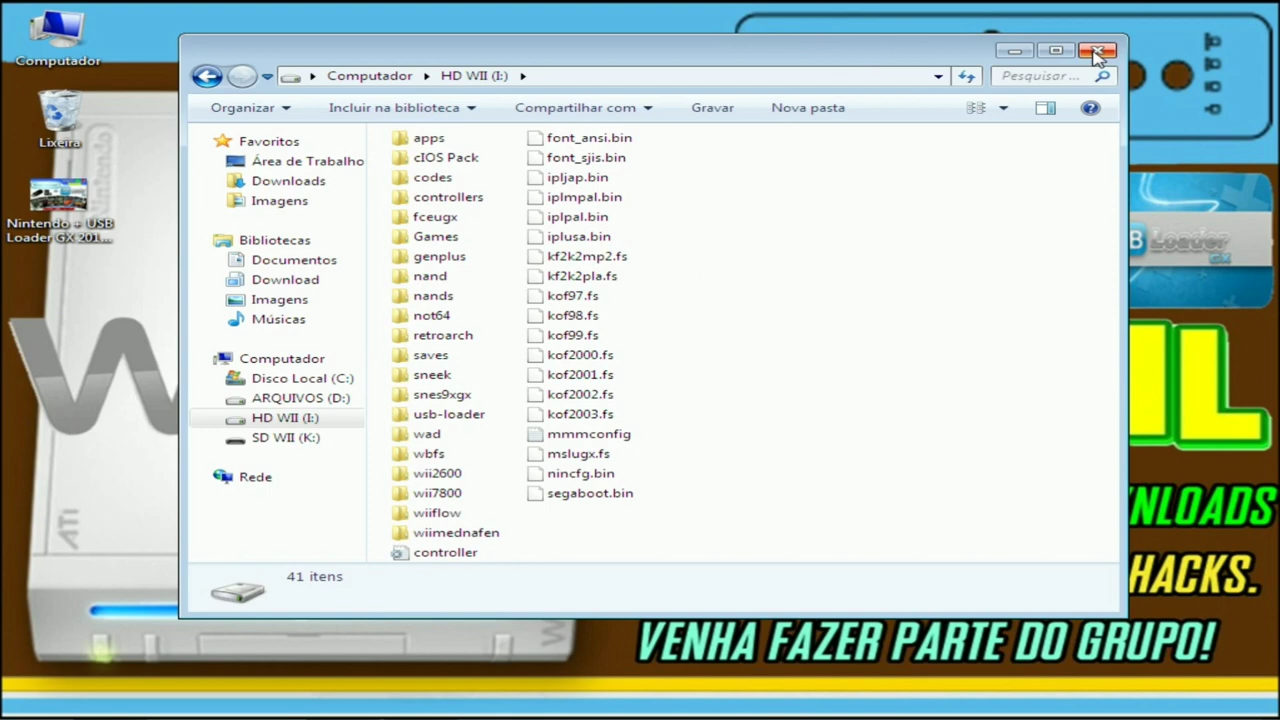 Computador
Lixeira
Nintendo + USB
Loader GX 201...
Computador
HD WII (I:)
Pesquisar ...
Organizar
Incluir na biblioteca
Compartilhar com
Gravar
Nova pasta
Favoritos
Área de Trabalho
Downloads
Imagens
Bibliotecas
Documentos
Download
Imagens
Músicas
Computador
Disco Local (C:)
ARQUIVOS (D:)
HD WII (I:)
SD WII (K:)
Rede
apps
cIOS Pack
codes
controllers
fceugx
Games
genplus
nand
nands
not64
retroarch
saves
sneek
snes9xgx
usb-loader
wad
wbfs
wii2600
wii7800
wiiflow
wiimednafen
controller
font_ansi.bin
font_sjis.bin
ipljap.bin
iplmpal.bin
iplpal.bin
iplusa.bin
kf2k2mp2.fs
kf2k2pla.fs
kof97.fs
kof98.fs
kof99.fs
kof2000.fs
kof2001.fs
kof2002.fs
kof2003.fs
mmmconfig
mslugx.fs
nincfg.bin
segaboot.bin
41 itens
Nintendo
W
ATi
B Loader
GX
IL
NLOADS
HACKS.
VENHA FAZER PARTE DO GRUPO!